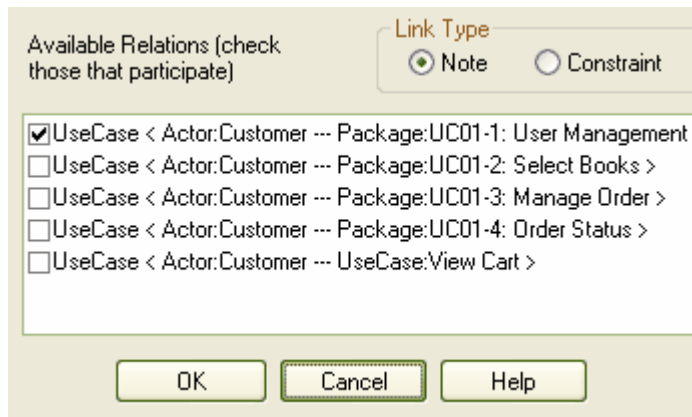 Available Relations (check
those that participate)
Link Type
Note
Constraint
UseCase < Actor:Customer --- Package:UC01-1: User Management
UseCase < Actor:Customer --- Package:UC01-2: Select Books >
UseCase < Actor:Customer --- Package:UC01-3: Manage Order >
UseCase < Actor:Customer --- Package:UC01-4: Order Status >
UseCase < Actor:Customer --- UseCase:View Cart >
OK
Cancel
Help